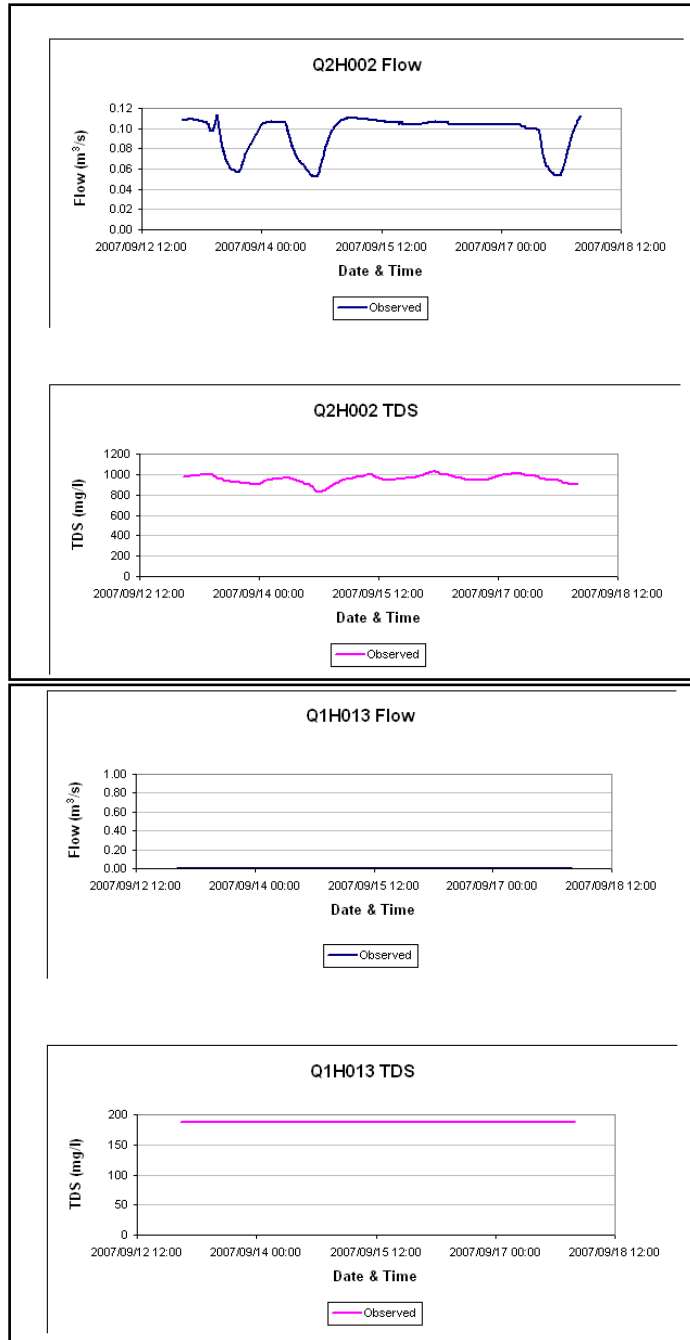 Q2H002 Flow
Flow (m³/s)
0.12
0.10
0.08
0.06
0.04
0.02
0.00
2007/09/12 12:00 2007/09/14 00:00 2007/09/15 12:00 2007/09/17 00:00 2007/09/18 12:00
Date & Time
Observed
Q2H002 TDS
TDS (mg/l)
1200
1000
800
600
400
200
0
2007/09/12 12:00 2007/09/14 00:00 2007/09/15 12:00 2007/09/17 00:00 2007/09/18 12:00
Date & Time
Observed
Q1H013 Flow
Flow (m³/s)
1.00
0.80
0.60
0.40
0.20
0.00
2007/09/12 12:00 2007/09/14 00:00 2007/09/15 12:00 2007/09/17 00:00 2007/09/18 12:00
Date & Time
Observed
Q1H013 TDS
TDS (mg/l)
200
150
100
50
0
2007/09/12 12:00 2007/09/14 00:00 2007/09/15 12:00 2007/09/17 00:00 2007/09/18 12:00
Date & Time
Observed